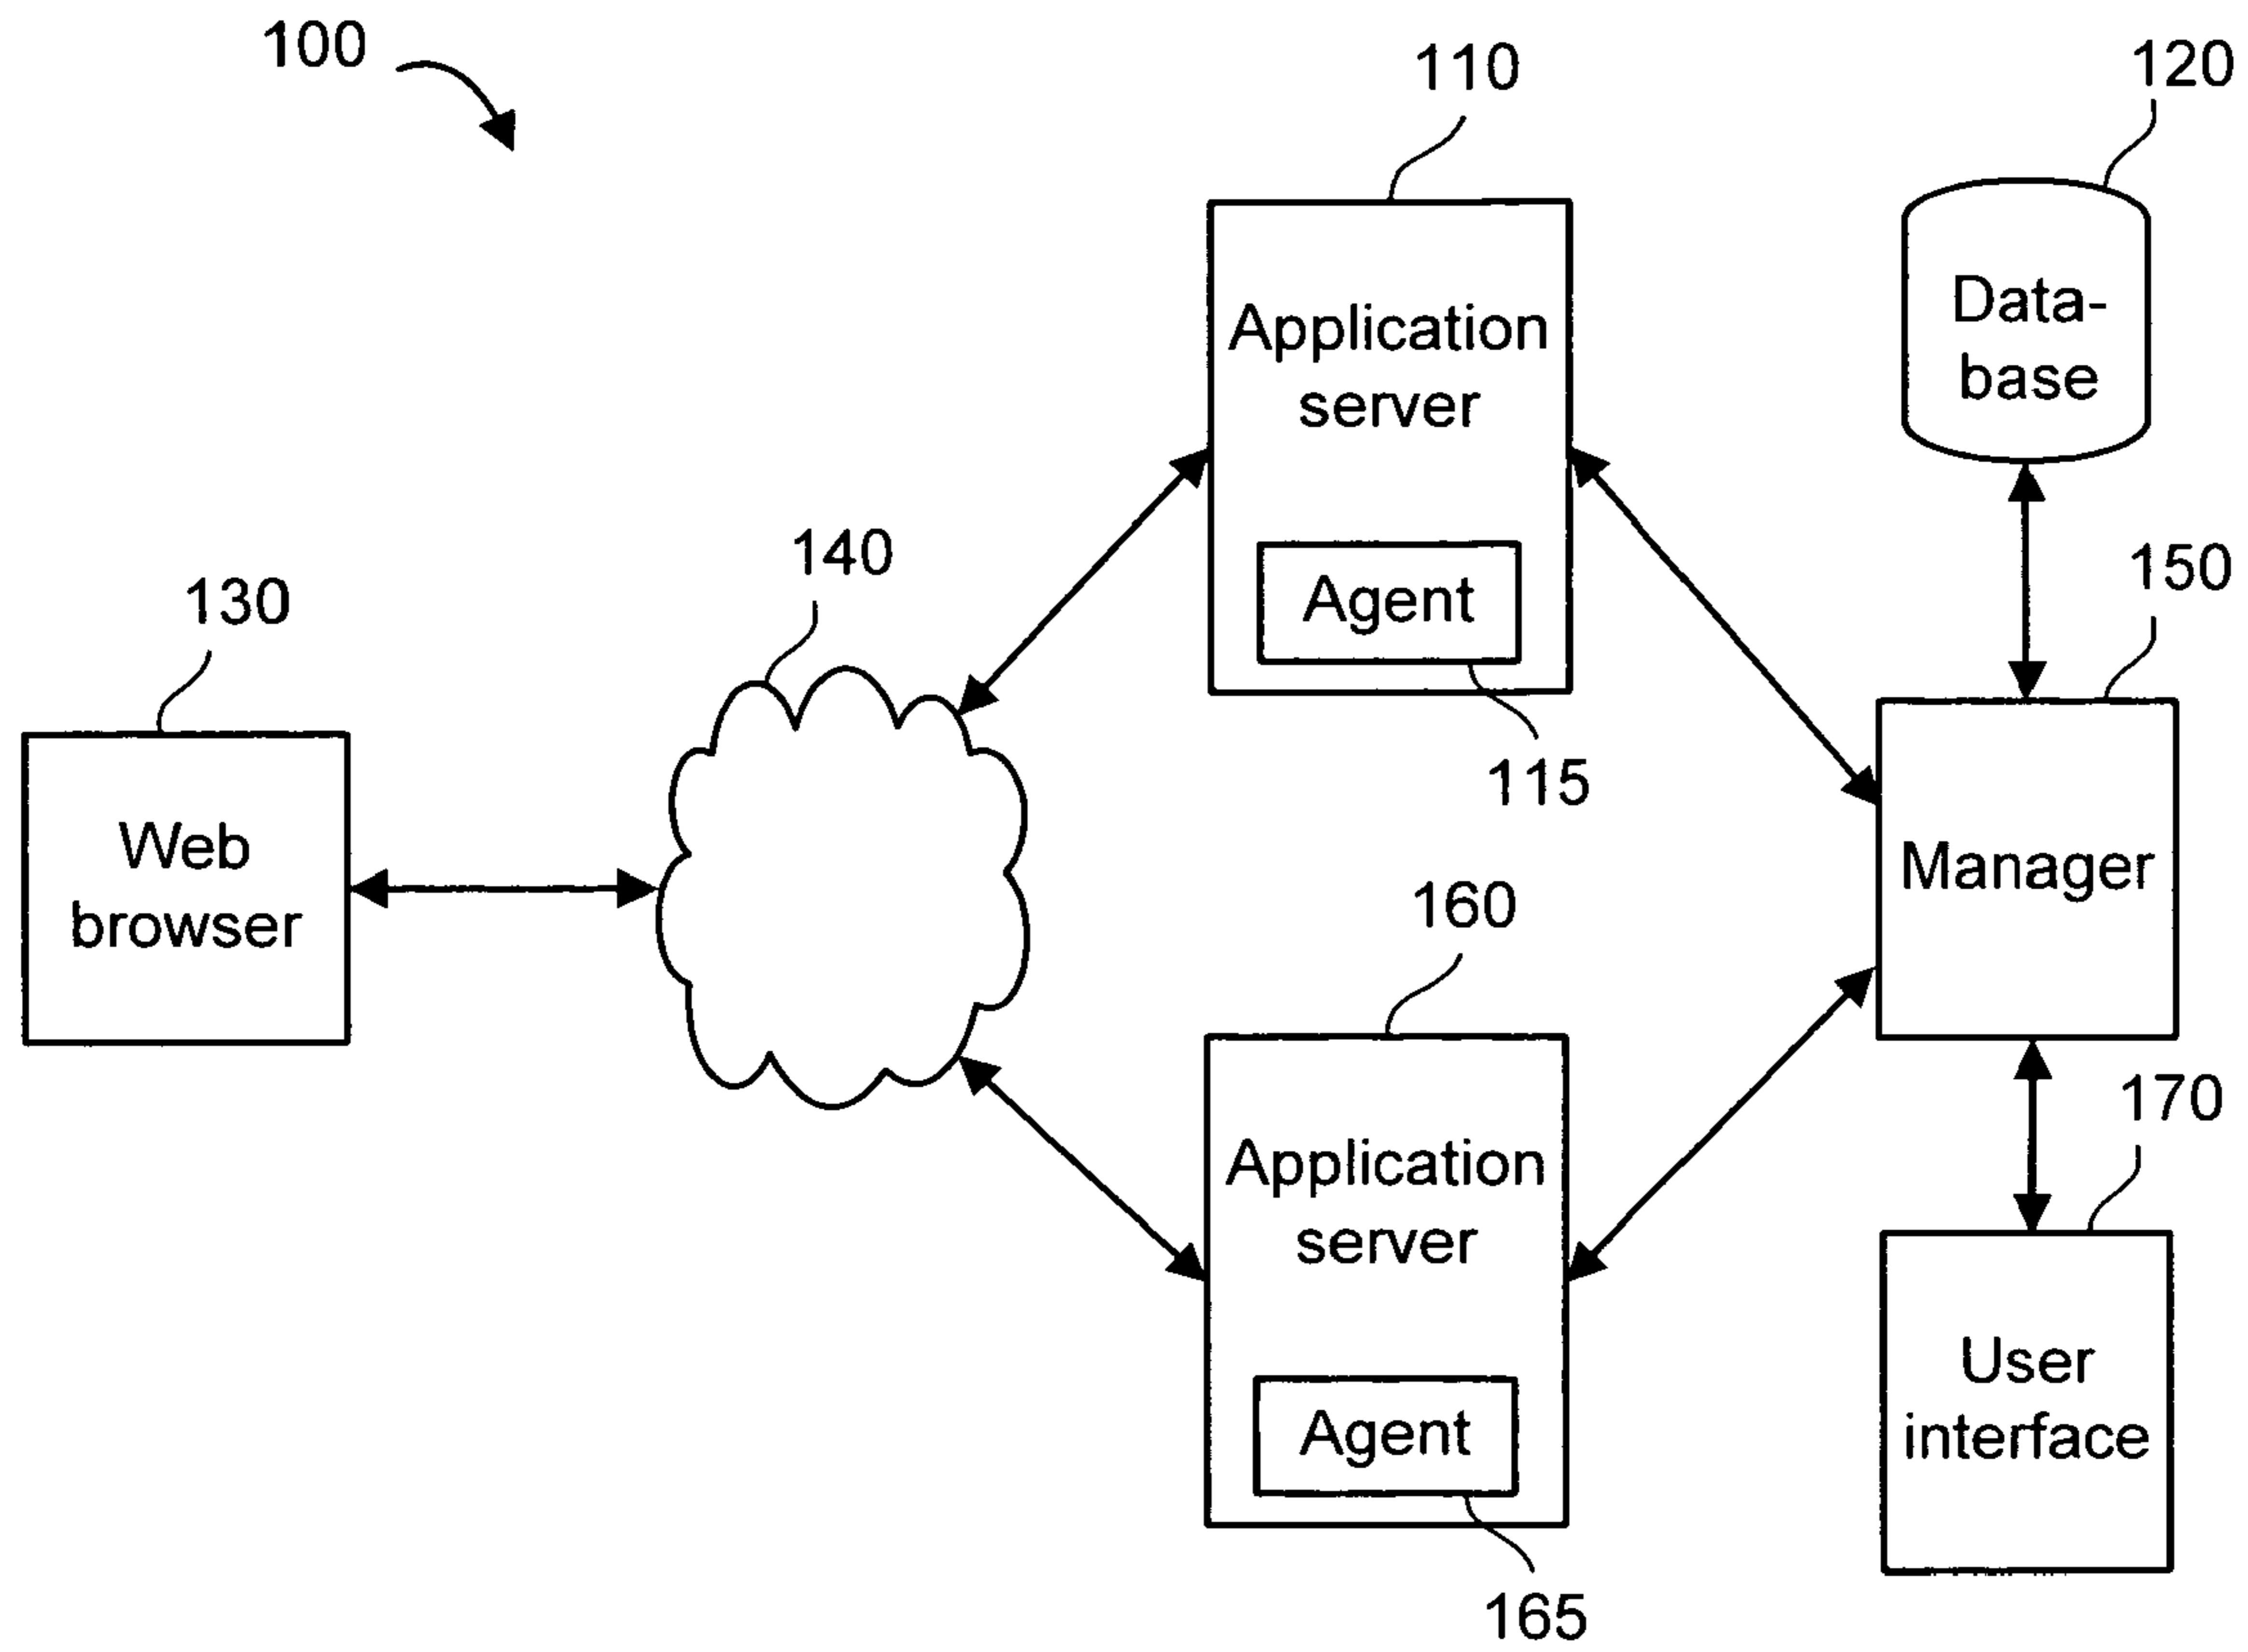 100
110
120
Application
server
Data-
base
Agent
140
130
150
115
Web
browser
Manager
160
170
Application
server
User
interface
Agent
165